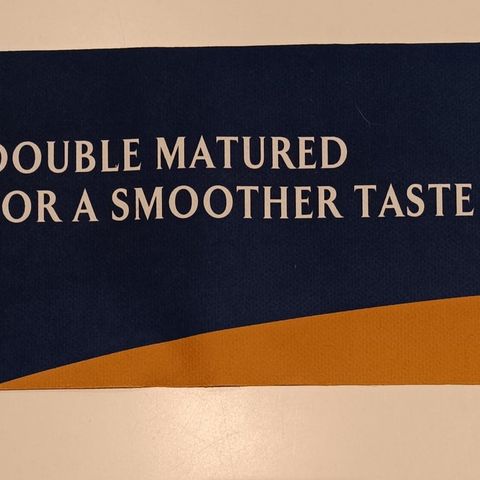 DOUBLE MATURED
OR A SMOOTHER TASTE